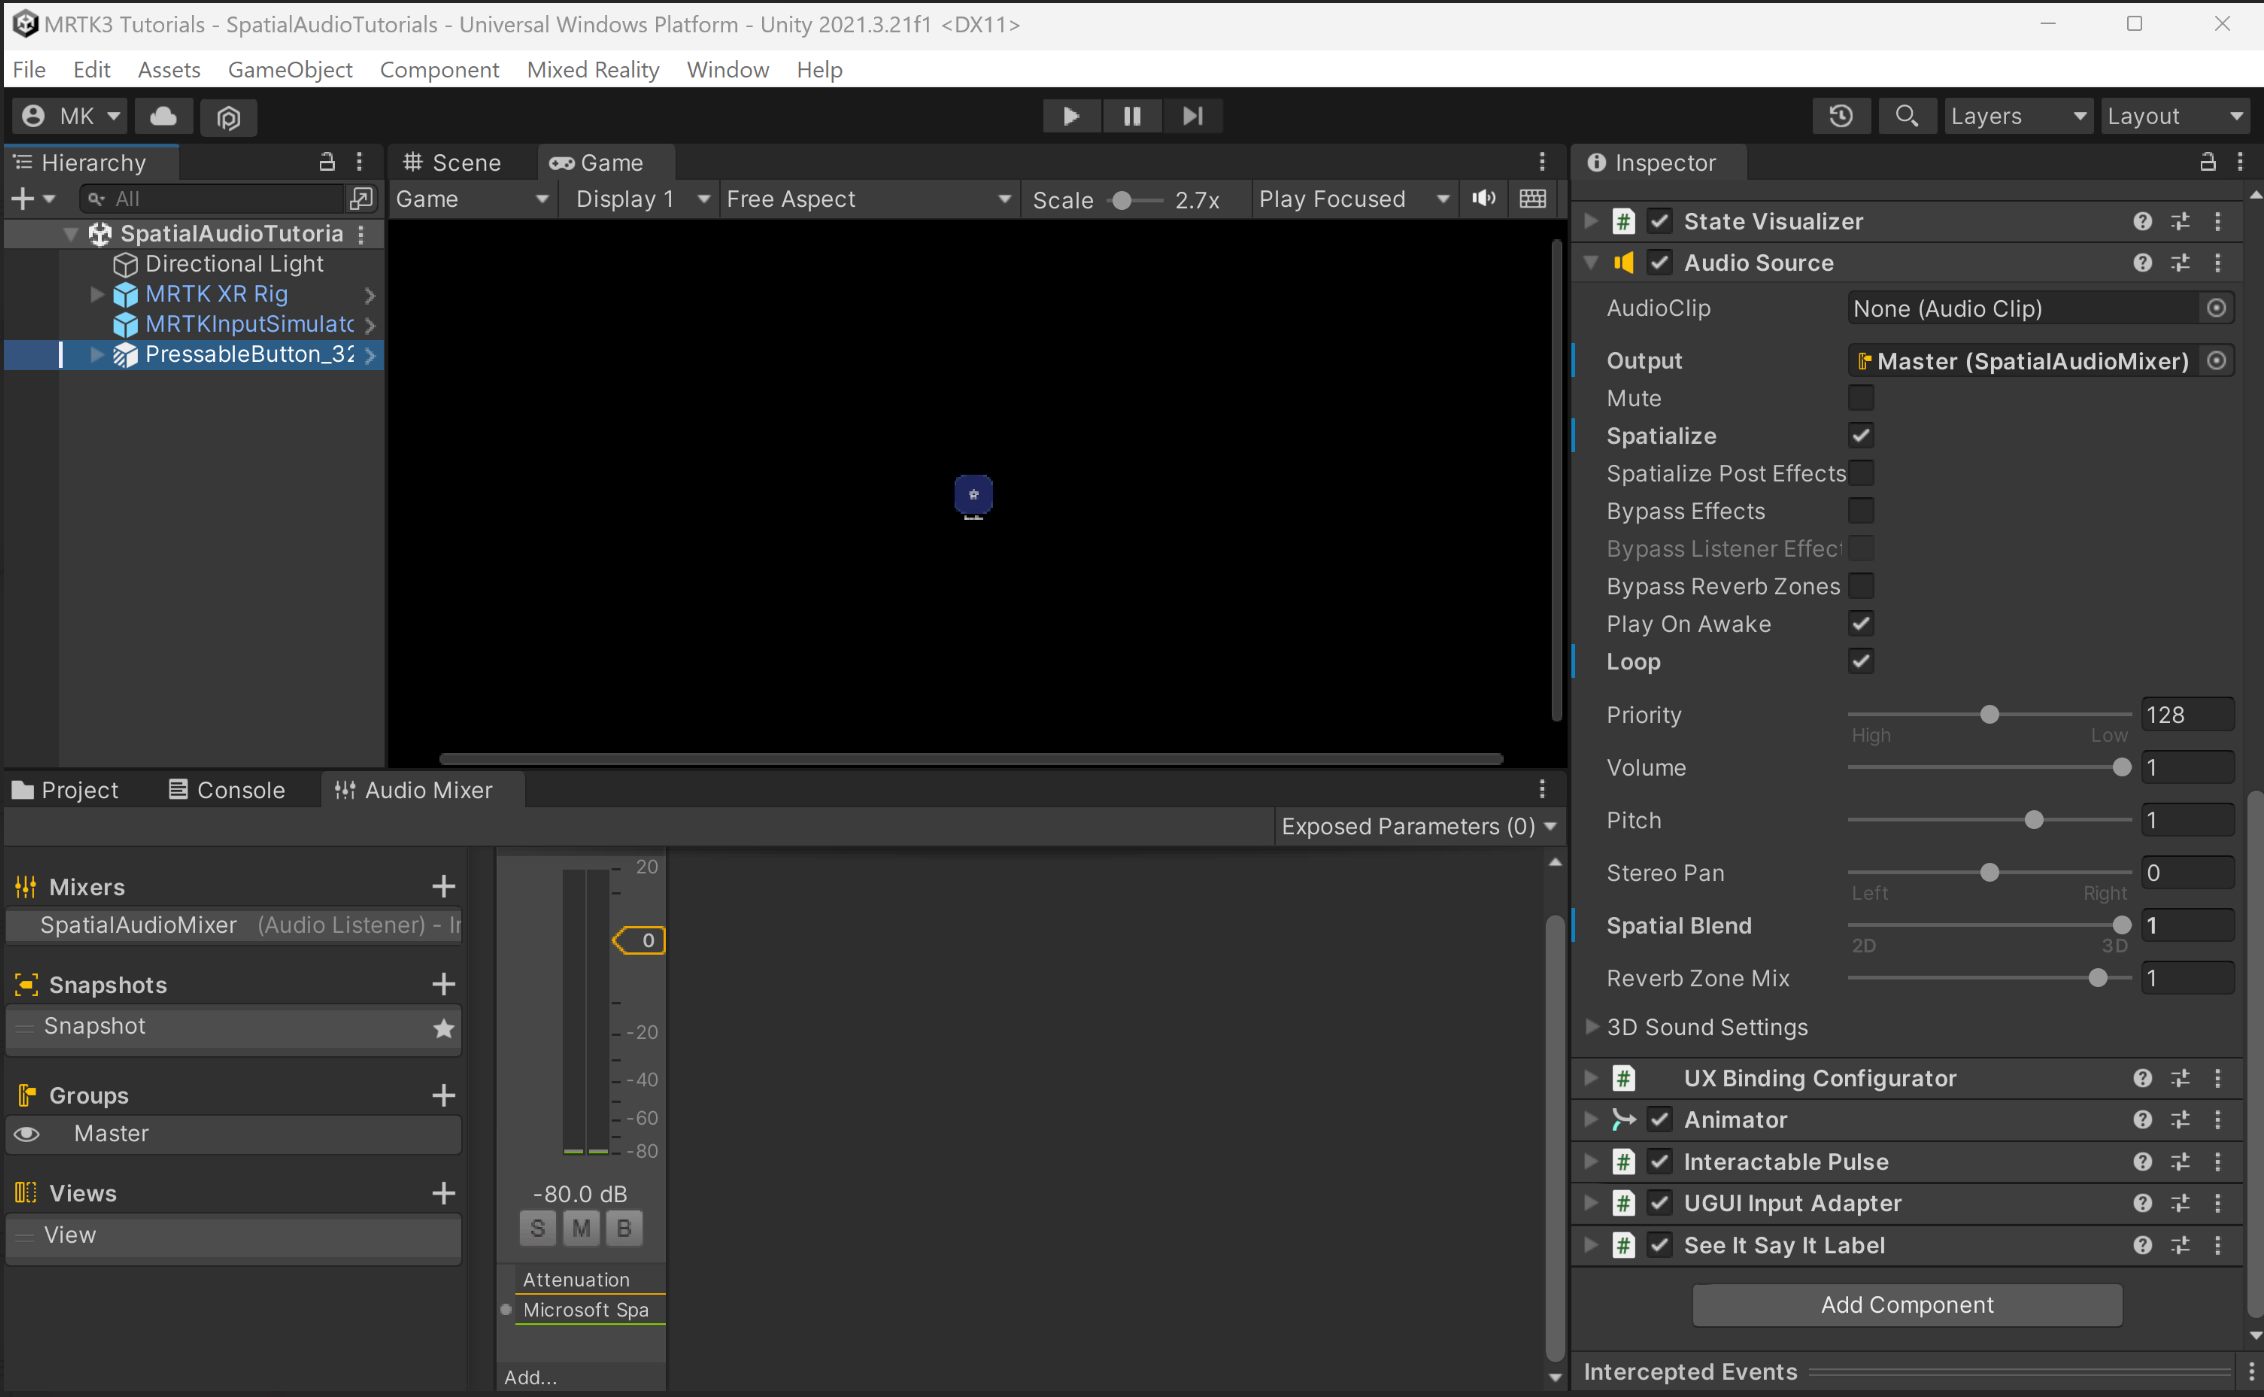 MRTK3 Tutorials - SpatialAudioTutorials - Universal Windows Platform - Unity 2021.3.21f1 <DX11>
File Edit Assets GameObject Component Mixed Reality Window Help
MK Layers Layout
Hierarchy
All
SpatialAudioTutoria
Directional Light
MRTK XR Rig
MRTKInputSimulato
PressableButton_32
Scene Game
Game Display 1 Free Aspect Scale 2.7x Play Focused
Project Console Audio Mixer
Exposed Parameters (0)
Mixers
SpatialAudioMixer (Audio Listener) - In
Snapshots
Snapshot
Groups
Master
Views
View
20
0
-20
-40
-60
-80
-80.0 dB
S M B
Attenuation
Microsoft Spa
Add...
Inspector
# State Visualizer
Audio Source
AudioClip None (Audio Clip)
Output Master (SpatialAudioMixer)
Mute
Spatialize
Spatialize Post Effects
Bypass Effects
Bypass Listener Effect
Bypass Reverb Zones
Play On Awake
Loop
Priority 128
High Low
Volume 1
Pitch 1
Stereo Pan 0
Left Right
Spatial Blend 1
2D 3D
Reverb Zone Mix 1
3D Sound Settings
# UX Binding Configurator
Animator
# Interactable Pulse
# UGUI Input Adapter
# See It Say It Label
Add Component
Intercepted Events